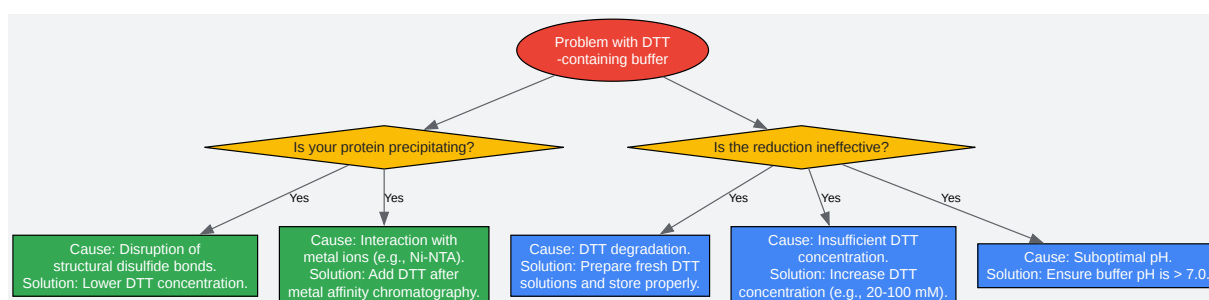 Problem with DTT
-containing buffer
Is your protein precipitating?
Is the reduction ineffective?
Yes
Yes
Yes
Yes
Yes
Cause: Disruption of
structural disulfide bonds.
Solution: Lower DTT concentration.
Cause: Interaction with
metal ions (e.g., Ni-NTA).
Solution: Add DTT after
metal affinity chromatography.
Cause: DTT degradation.
Solution: Prepare fresh DTT
solutions and store properly.
Cause: Insufficient DTT
concentration.
Solution: Increase DTT
concentration (e.g., 20-100 mM).
Cause: Suboptimal pH.
Solution: Ensure buffer pH is > 7.0.